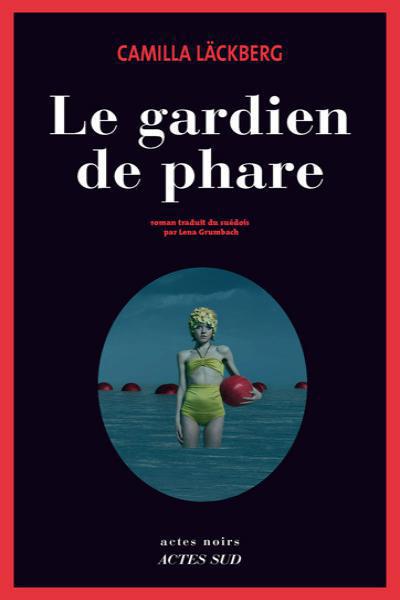 CAMILLA LÄCKBERG
Le gardien
de phare
roman traduit du suédois
par Lena Grumbach
actes noirs
ACTES SUD